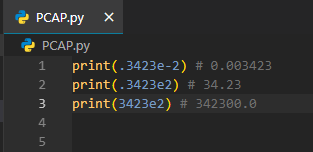 PCAP.py ×
PCAP.py
1 print(.3423e-2) # 0.003423
2 print(.3423e2) # 34.23
3 print(3423e2) # 342300.0
4
5